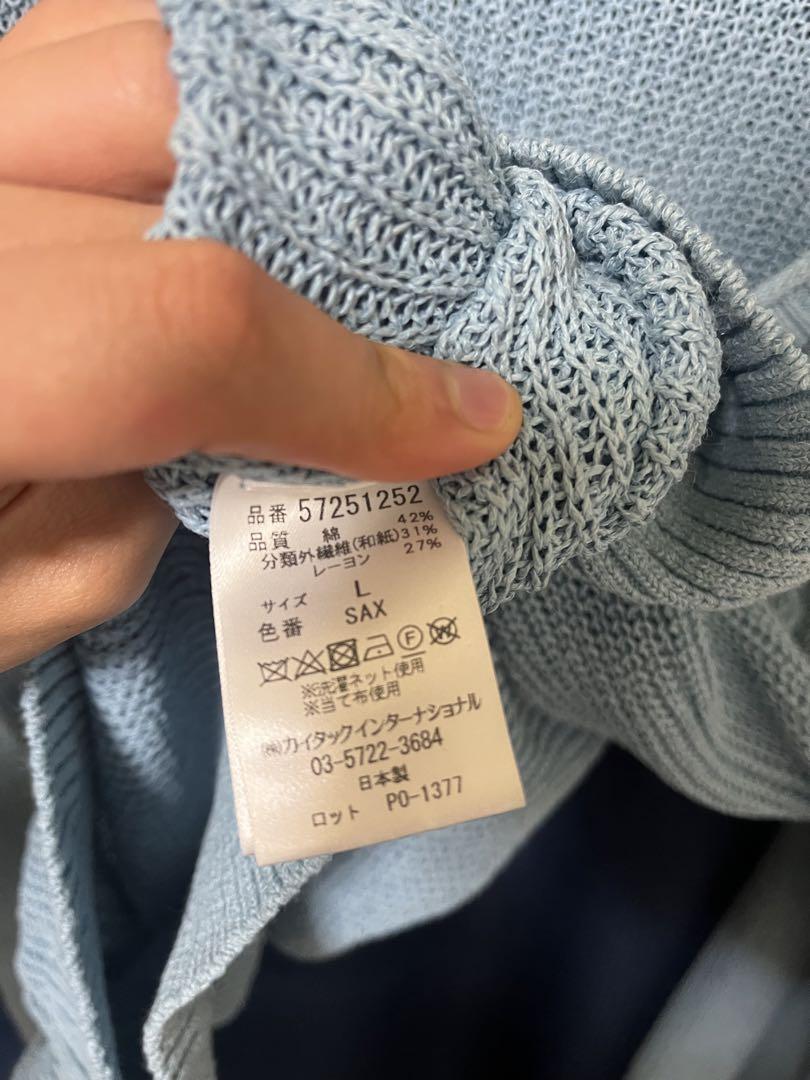 品番 57251252
品質 綿 42%
分類外繊維(和紙)31%
レーヨン 27%
サイズ L
色番 SAX
F W
※洗濯ネット使用
※当て布使用
㈱カイタックインターナショナル
03-5722-3684
日本製
ロット PO-1377